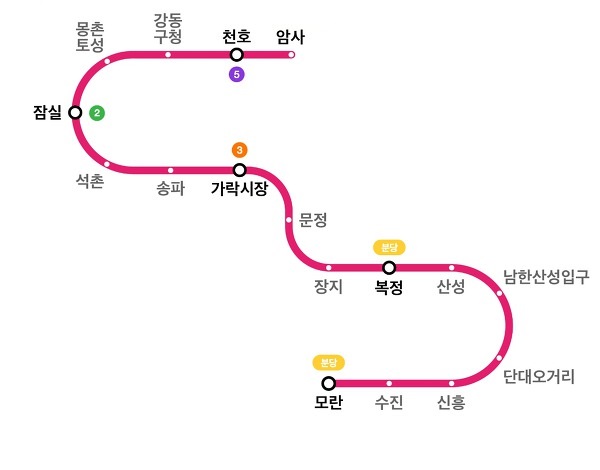 몽촌
토성
강동
구청
천호
암사
5
잠실
2
3
석촌
송파
가락시장
문정
분당
장지
복정
산성
남한산성입구
분당
단대오거리
모란
수진
신흥